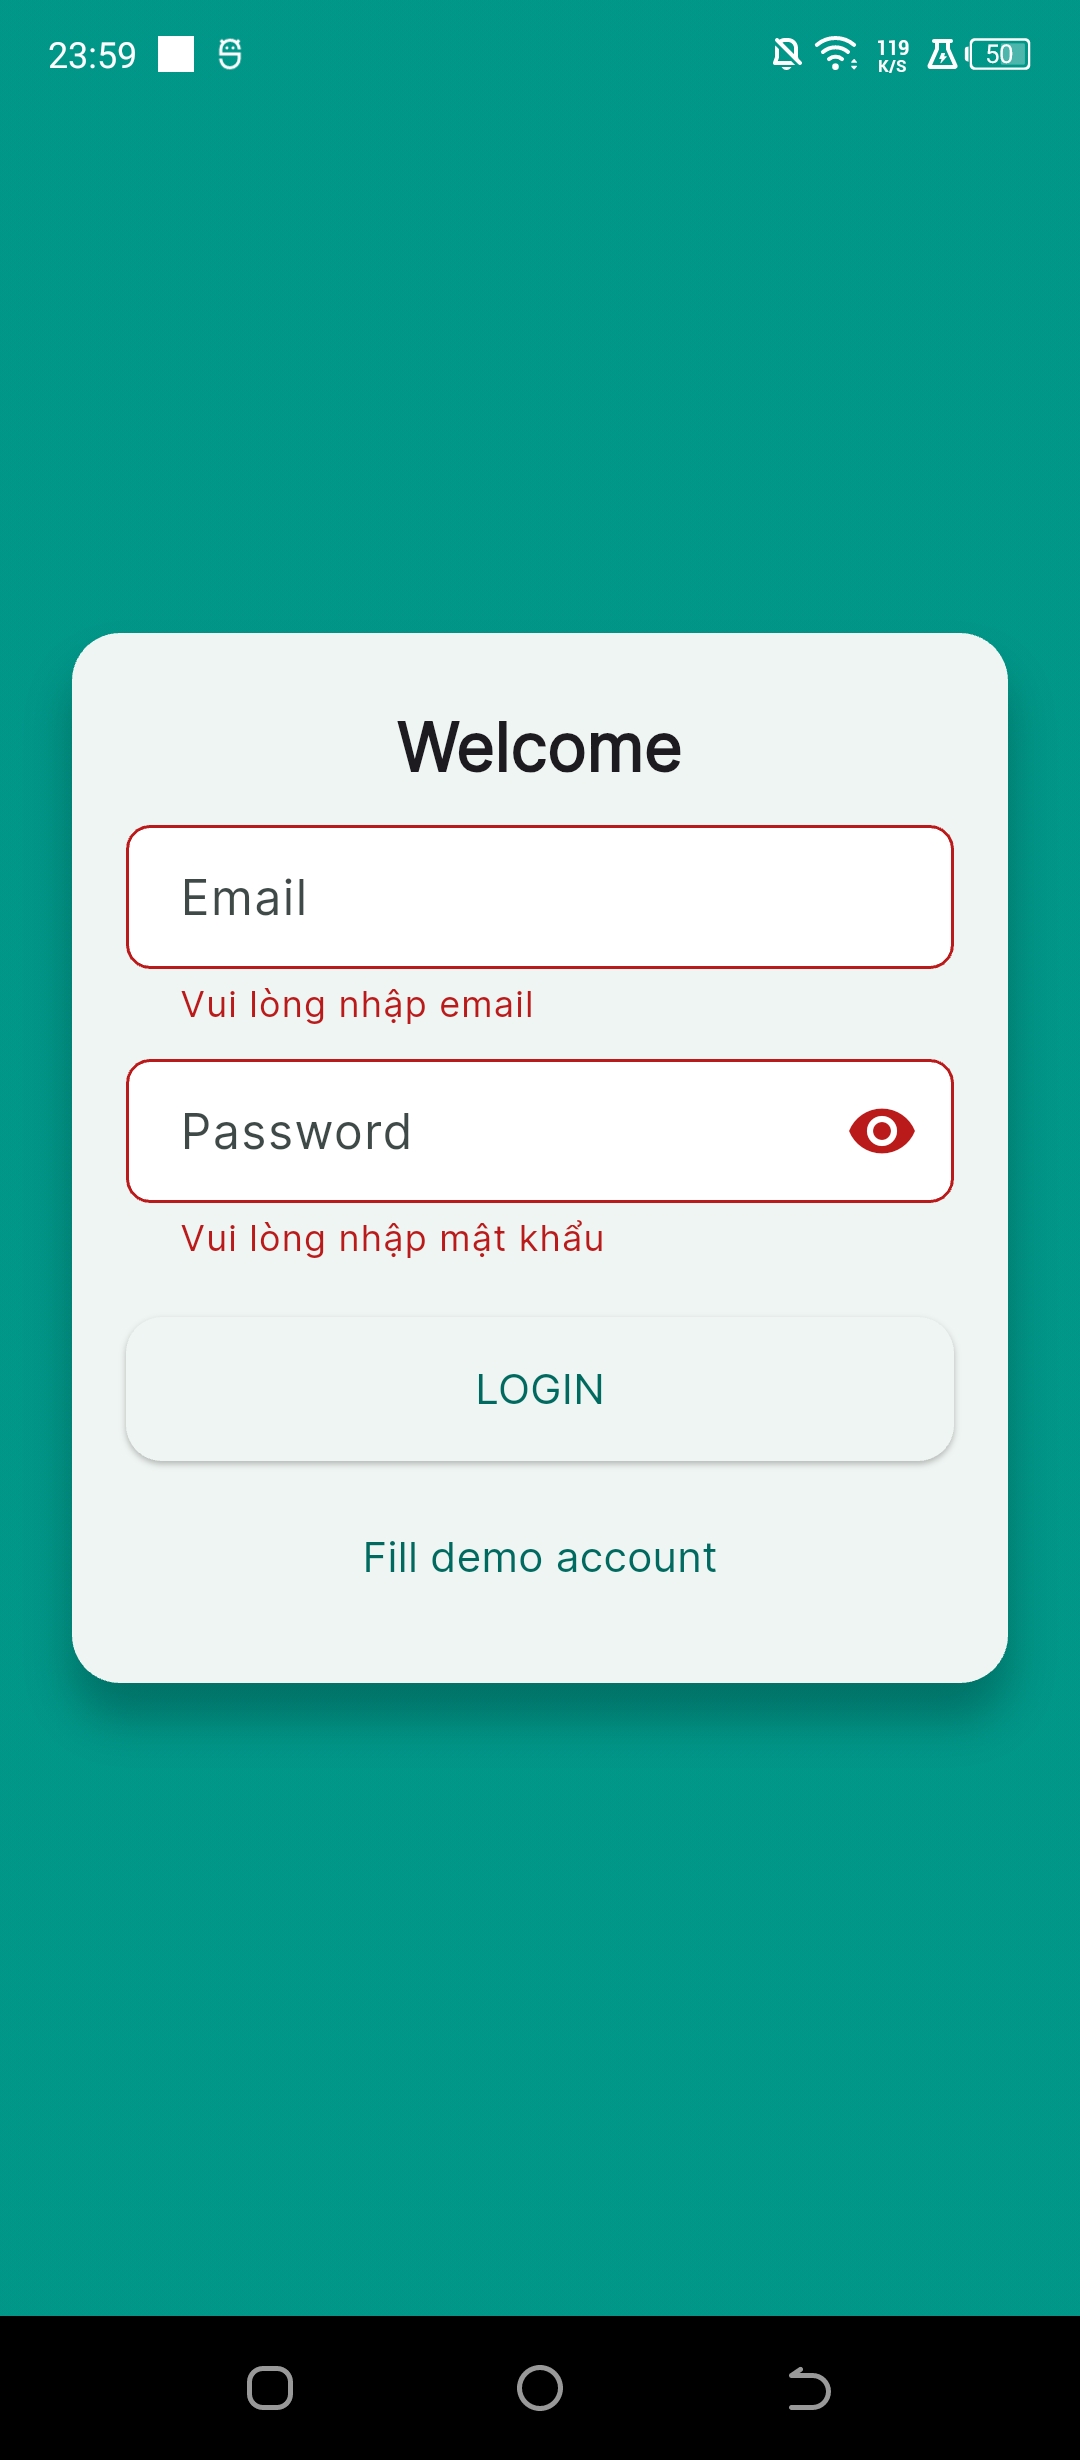 23:59
119
K/S
50
Welcome
Email
Vui lòng nhập email
Password
Vui lòng nhập mật khẩu
LOGIN
Fill demo account